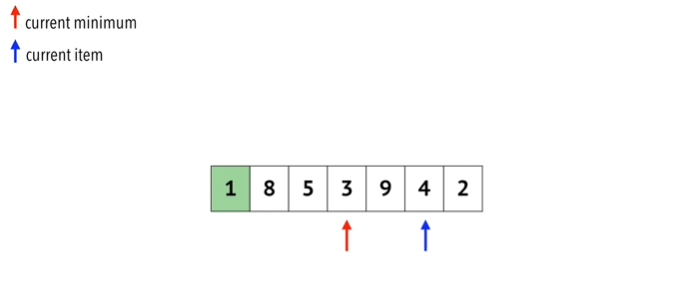 current minimum
current item
1 8 5 3 9 4 2